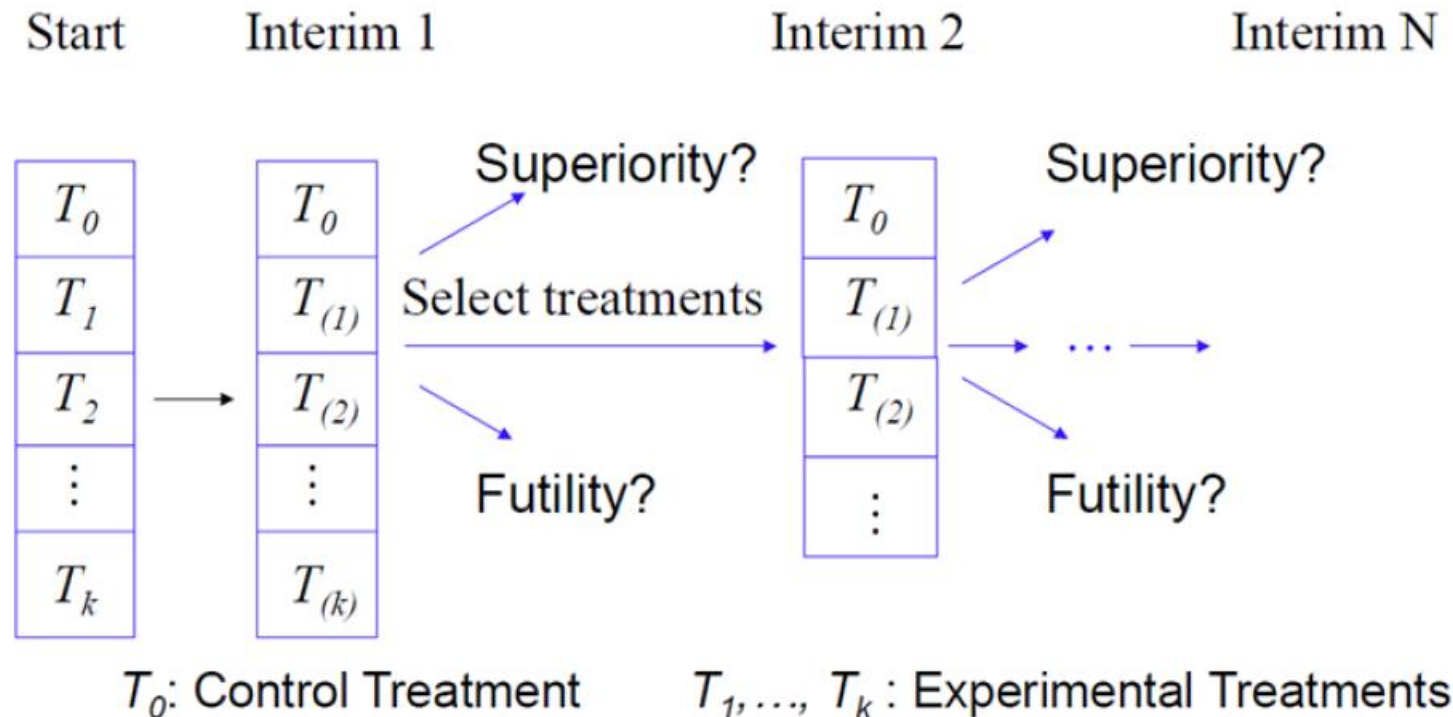 Start Interim 1 Interim 2 Interim N
Superiority? Superiority?
T₀ T₀ T₀
T₁ T₍₁₎ Select treatments T₍₁₎
...
T₂ T₍₂₎ T₍₂₎
⋮ ⋮ Futility? ⋮ Futility?
Tₖ T₍ₖ₎
T₀: Control Treatment T₁,..., Tₖ : Experimental Treatments